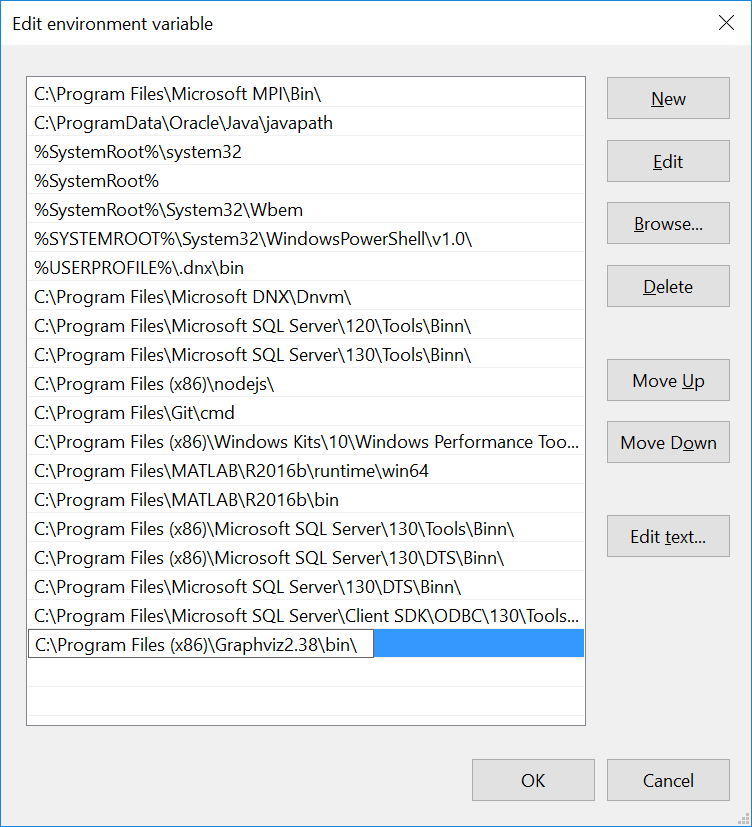 Edit environment variable
C:\Program Files\Microsoft MPI\Bin\
C:\ProgramData\Oracle\Java\javapath
%SystemRoot%\system32
%SystemRoot%
%SystemRoot%\System32\Wbem
%SYSTEMROOT%\System32\WindowsPowerShell\v1.0\
%USERPROFILE%\.dnx\bin
C:\Program Files\Microsoft DNX\Dnvm\
C:\Program Files\Microsoft SQL Server\120\Tools\Binn\
C:\Program Files\Microsoft SQL Server\130\Tools\Binn\
C:\Program Files (x86)\nodejs\
C:\Program Files\Git\cmd
C:\Program Files (x86)\Windows Kits\10\Windows Performance Too...
C:\Program Files\MATLAB\R2016b\runtime\win64
C:\Program Files\MATLAB\R2016b\bin
C:\Program Files (x86)\Microsoft SQL Server\130\Tools\Binn\
C:\Program Files (x86)\Microsoft SQL Server\130\DTS\Binn\
C:\Program Files\Microsoft SQL Server\130\DTS\Binn\
C:\Program Files\Microsoft SQL Server\Client SDK\ODBC\130\Tools...
C:\Program Files (x86)\Graphviz2.38\bin\
New
Edit
Browse...
Delete
Move Up
Move Down
Edit text...
OK
Cancel